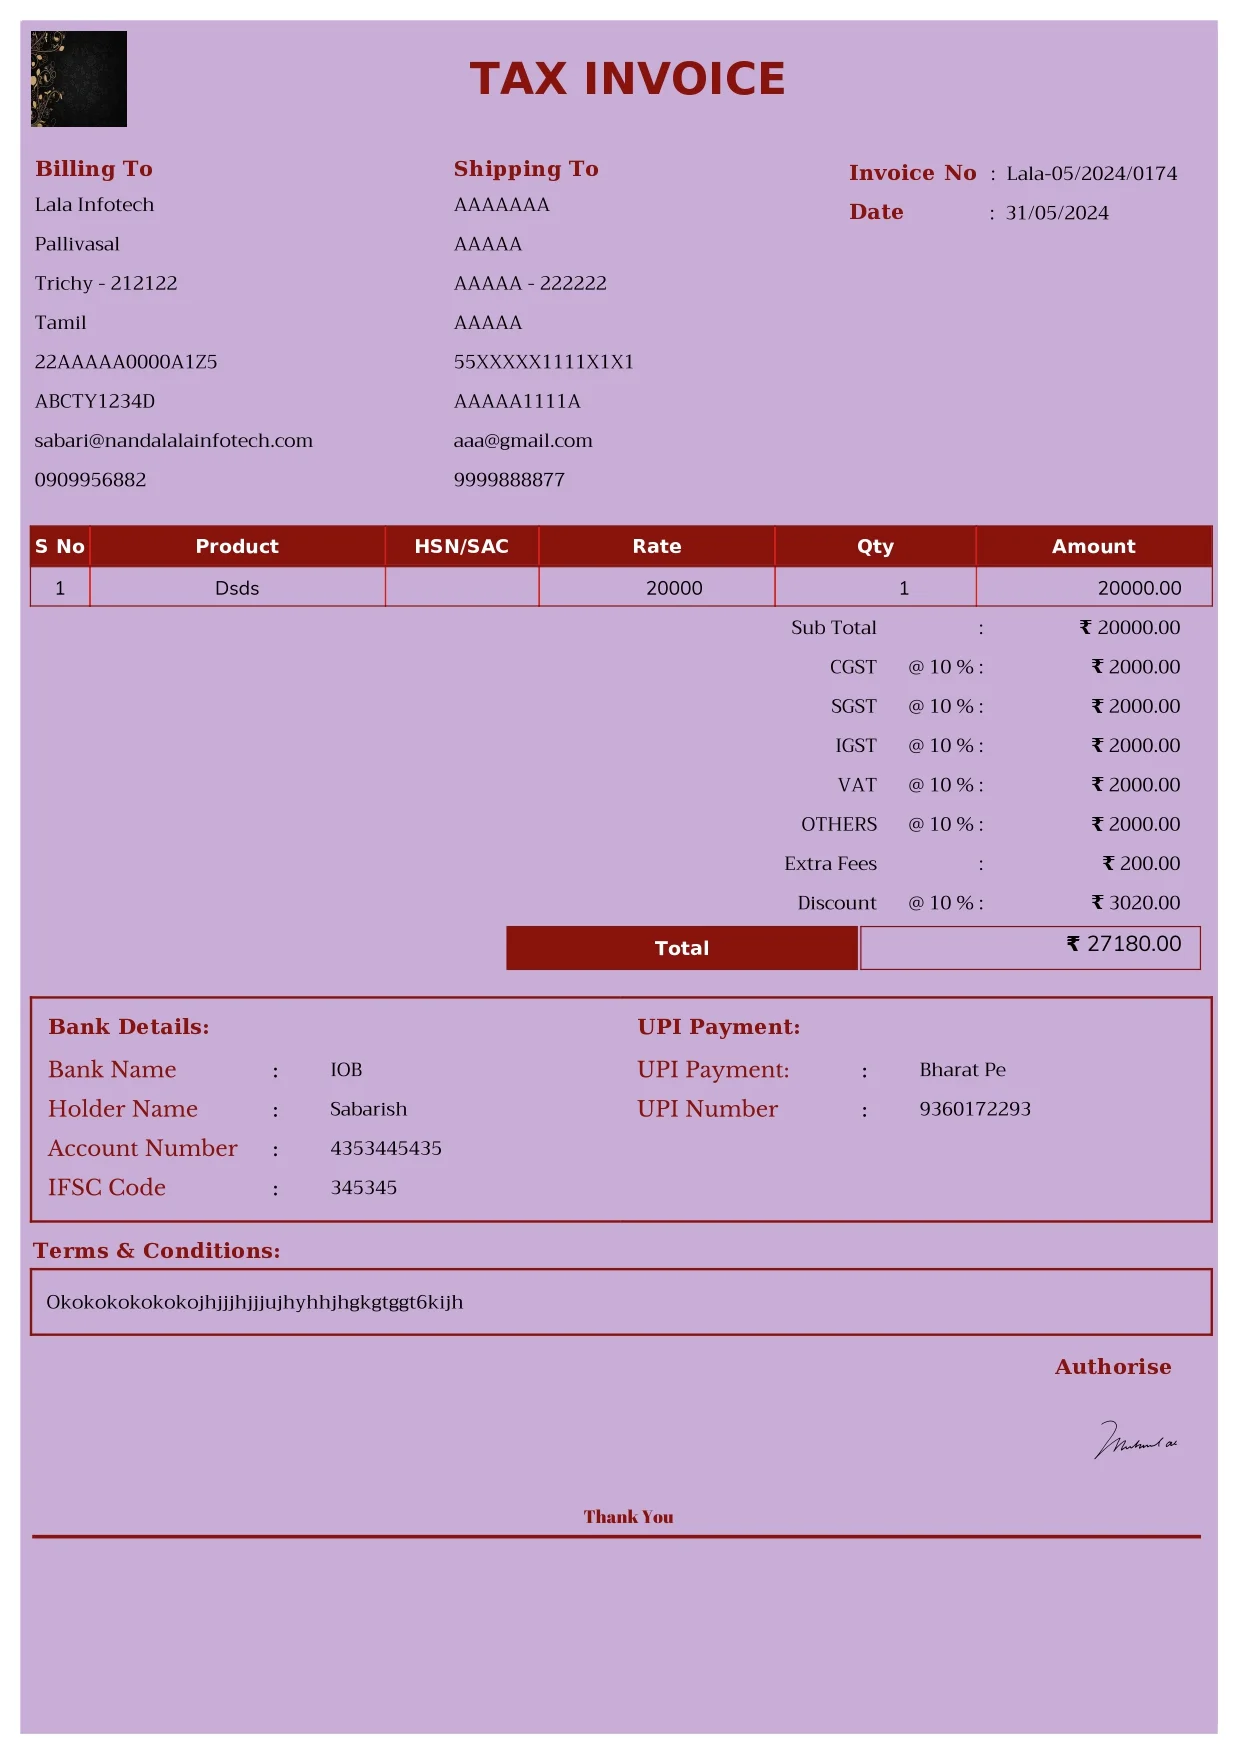 TAX INVOICE
Billing To
Lala Infotech
Pallivasal
Trichy - 212122
Tamil
22AAAAA0000A1Z5
ABCTY1234D
sabari@nandalalainfotech.com
0909956882
Shipping To
AAAAAAA
AAAAA
AAAAA - 222222
AAAAA
55XXXXX1111X1X1
AAAAA1111A
aaa@gmail.com
9999888877
Invoice No : Lala-05/2024/0174
Date : 31/05/2024
S No Product HSN/SAC Rate Qty Amount
1 Dsds 20000 1 20000.00
Sub Total : ₹ 20000.00
CGST @ 10 % : ₹ 2000.00
SGST @ 10 % : ₹ 2000.00
IGST @ 10 % : ₹ 2000.00
VAT @ 10 % : ₹ 2000.00
OTHERS @ 10 % : ₹ 2000.00
Extra Fees : ₹ 200.00
Discount @ 10 % : ₹ 3020.00
Total ₹ 27180.00
Bank Details:
Bank Name : IOB
Holder Name : Sabarish
Account Number : 4353445435
IFSC Code : 345345
UPI Payment:
UPI Payment: : Bharat Pe
UPI Number : 9360172293
Terms & Conditions:
Okokokokokokojhjjjhjjjujhyhhjhgkgtggt6kijh
Authorise
Thank You